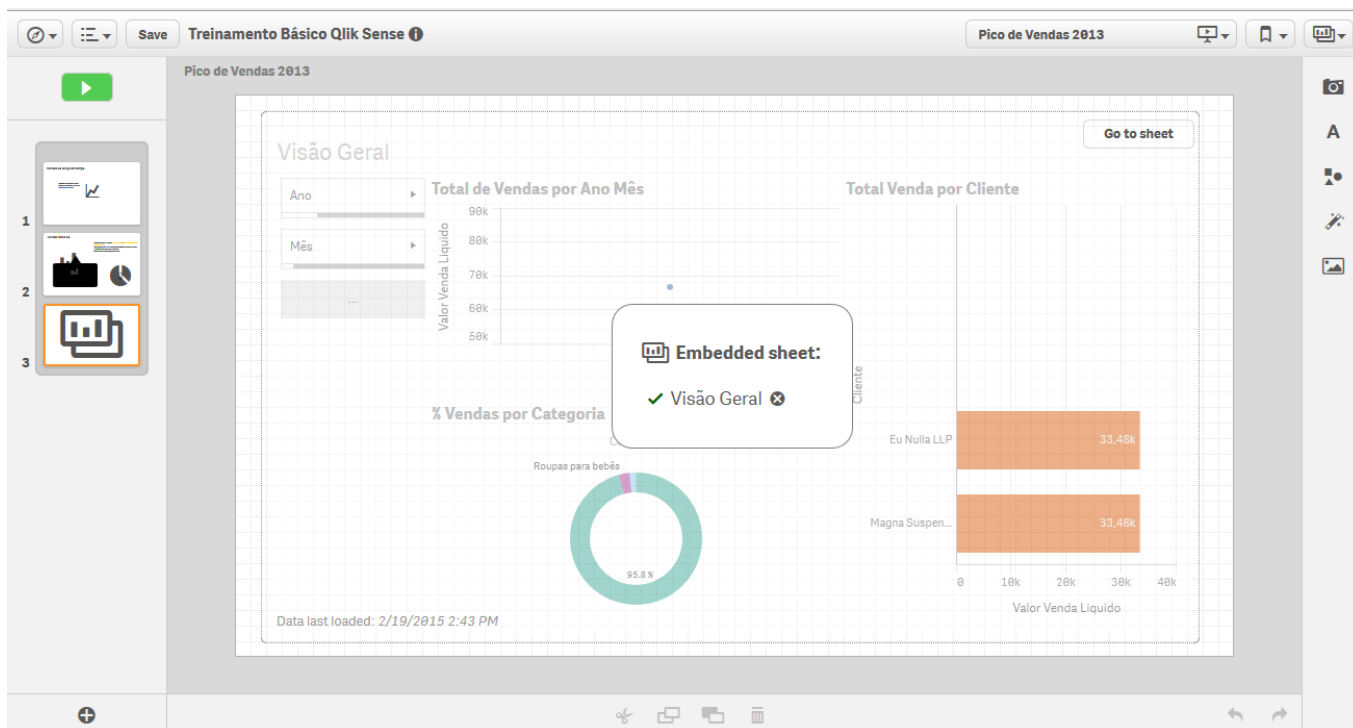 Save
Treinamento Básico Qlik Sense
Pico de Vendas 2013
Pico de Vendas 2013
1
2
3
Go to sheet
Visão Geral
Ano
Mês
...
Total de Vendas por Ano Mês
Valor Venda Liquido
90k
80k
70k
60k
50k
Total Venda por Cliente
Cliente
Eu Nulla LLP
33,48k
Magna Suspen...
33,48k
0 10k 20k 30k 40k
Valor Venda Liquido
Embedded sheet:
Visão Geral
% Vendas por Categoria
Roupas para bebês
95.8 %
Data last loaded: 2/19/2015 2:43 PM
A